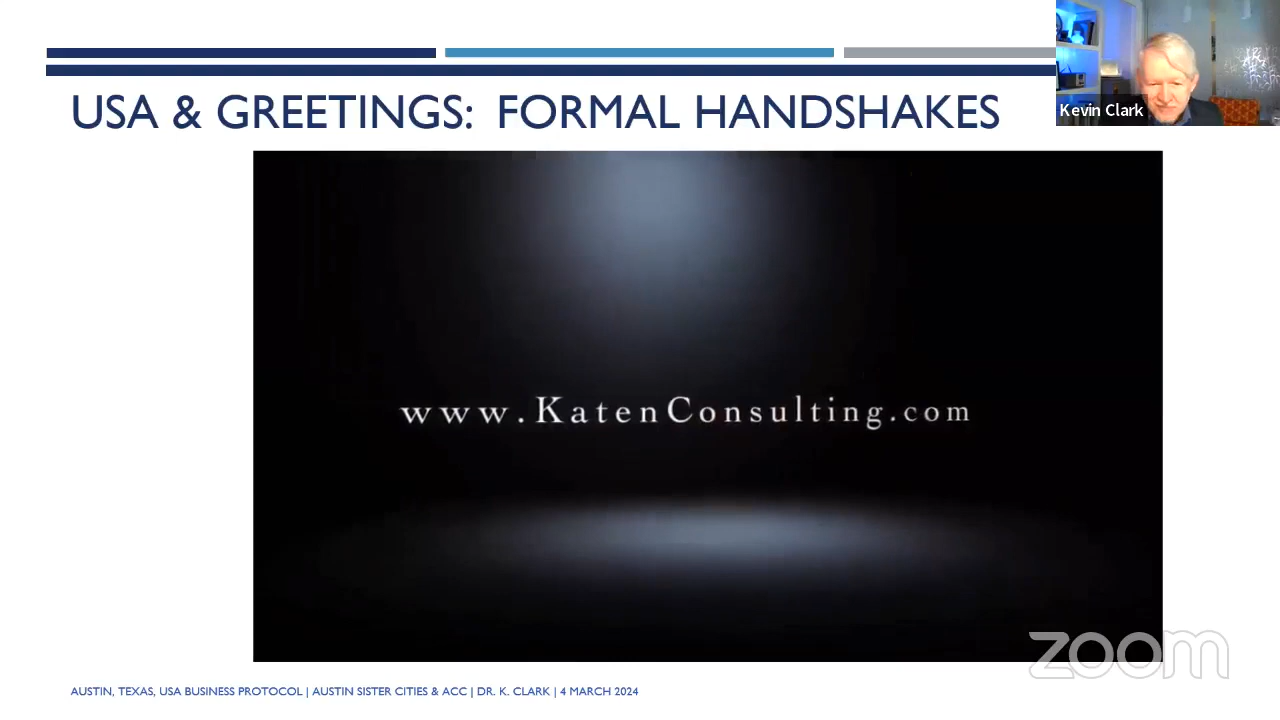 USA & GREETINGS: FORMAL HANDSHAKES
Kevin Clark
www.KatenConsulting.com
zoom
AUSTIN, TEXAS, USA BUSINESS PROTOCOL | AUSTIN SISTER CITIES & ACC | DR. K. CLARK | 4 MARCH 2024